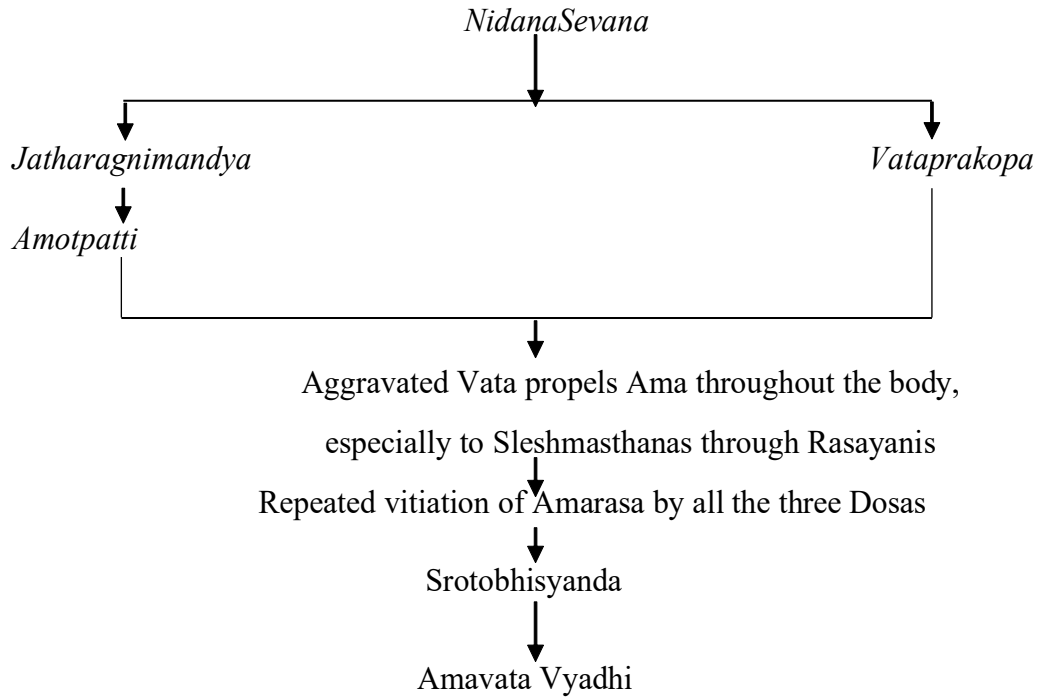 NidanaSevana
Jatharagnimandya
Vataprakopa
Amotpatti
Aggravated Vata propels Ama throughout the body,
especially to Sleshmasthanas through Rasayanis
Repeated vitiation of Amarasa by all the three Dosas
Srotobhisyanda
Amavata Vyadhi